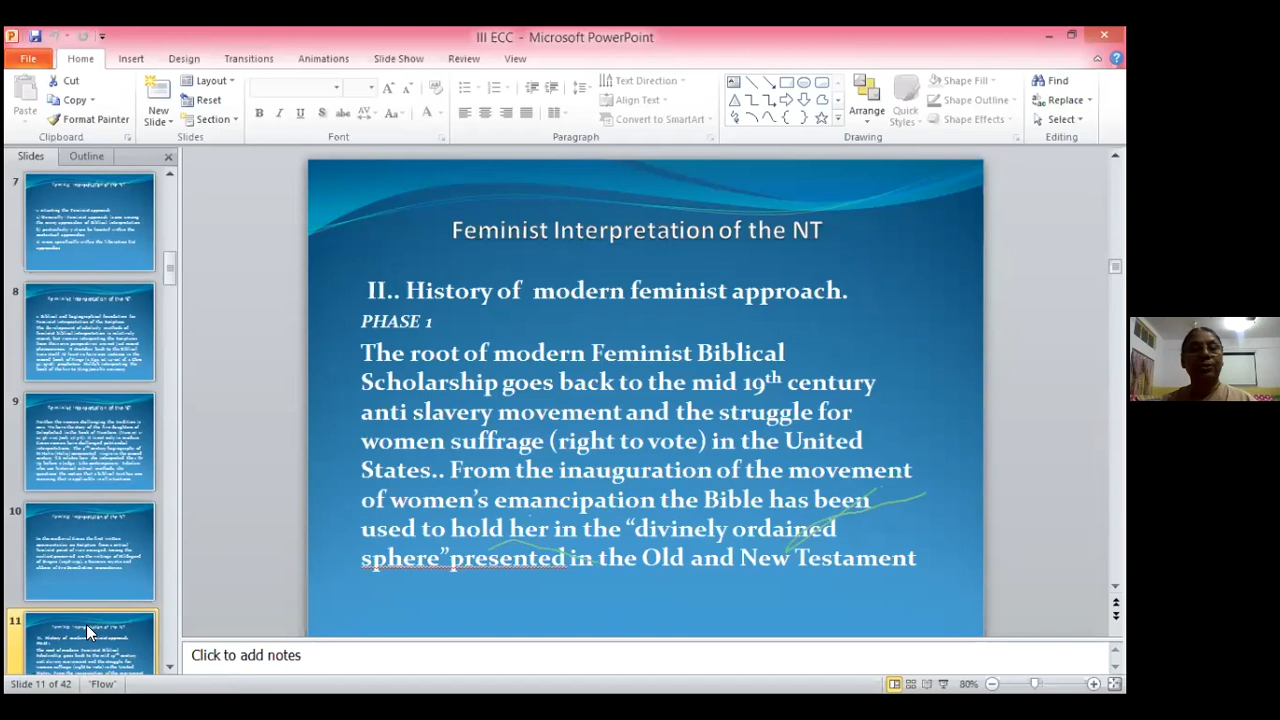 III ECC - Microsoft PowerPoint
File Home Insert Design Transitions Animations Slide Show Review View
Paste
Cut
Copy
Format Painter
Clipboard
New Slide
Layout
Reset
Section
Slides
Font
Text Direction
Align Text
Convert to SmartArt
Paragraph
Arrange
Quick Styles
Shape Fill
Shape Outline
Shape Effects
Drawing
Find
Replace
Select
Editing
Slides Outline
7
8
9
10
11
Feminist Interpretation of the NT
II.. History of modern feminist approach.
PHASE 1
The root of modern Feminist Biblical
Scholarship goes back to the mid 19th century
anti slavery movement and the struggle for
women suffrage (right to vote) in the United
States.. From the inauguration of the movement
of women's emancipation the Bible has been
used to hold her in the “divinely ordained
sphere”presented in the Old and New Testament
Click to add notes
Slide 11 of 42 "Flow" 80%